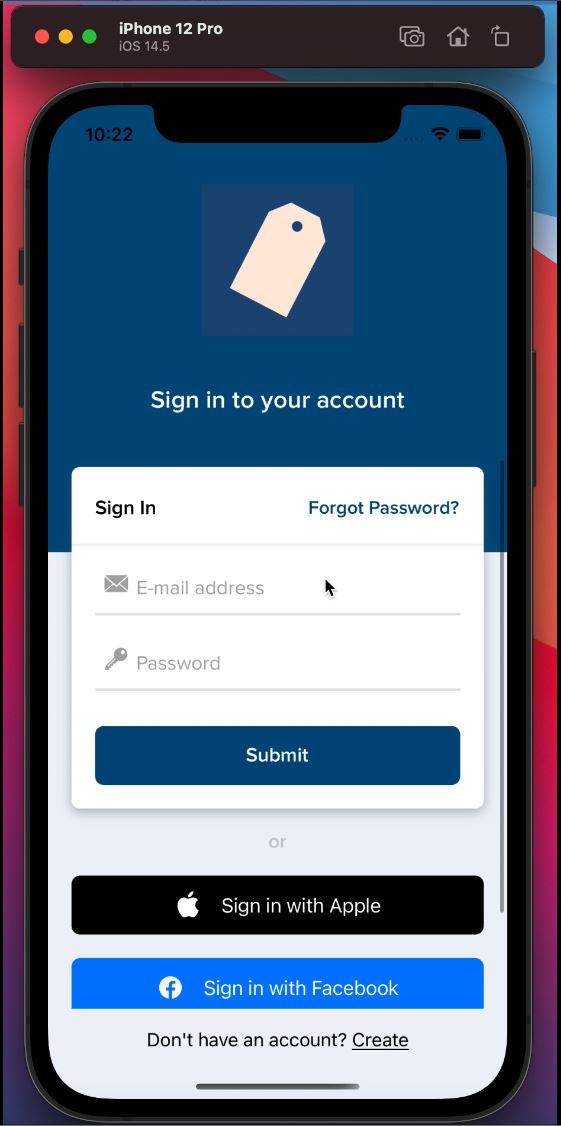 iPhone 12 Pro
iOS 14.5
10:22
Sign in to your account
Sign In
Forgot Password?
E-mail address
Password
Submit
or
Sign in with Apple
Sign in with Facebook
Don't have an account? Create